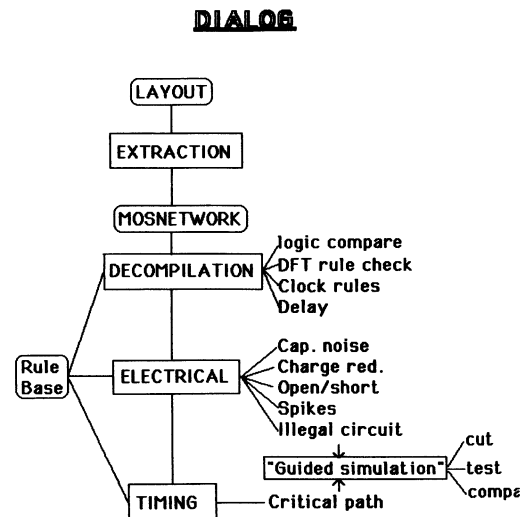 DIALOG
LAYOUT
EXTRACTION
MOSNETWORK
logic compare
DECOMPILATION
DFT rule check
Clock rules
Delay
Cap. noise
Rule
Base
ELECTRICAL
Charge red.
Open/short
Spikes
Illegal circuit
cut
"Guided simulation"
test
compa
TIMING
Critical path